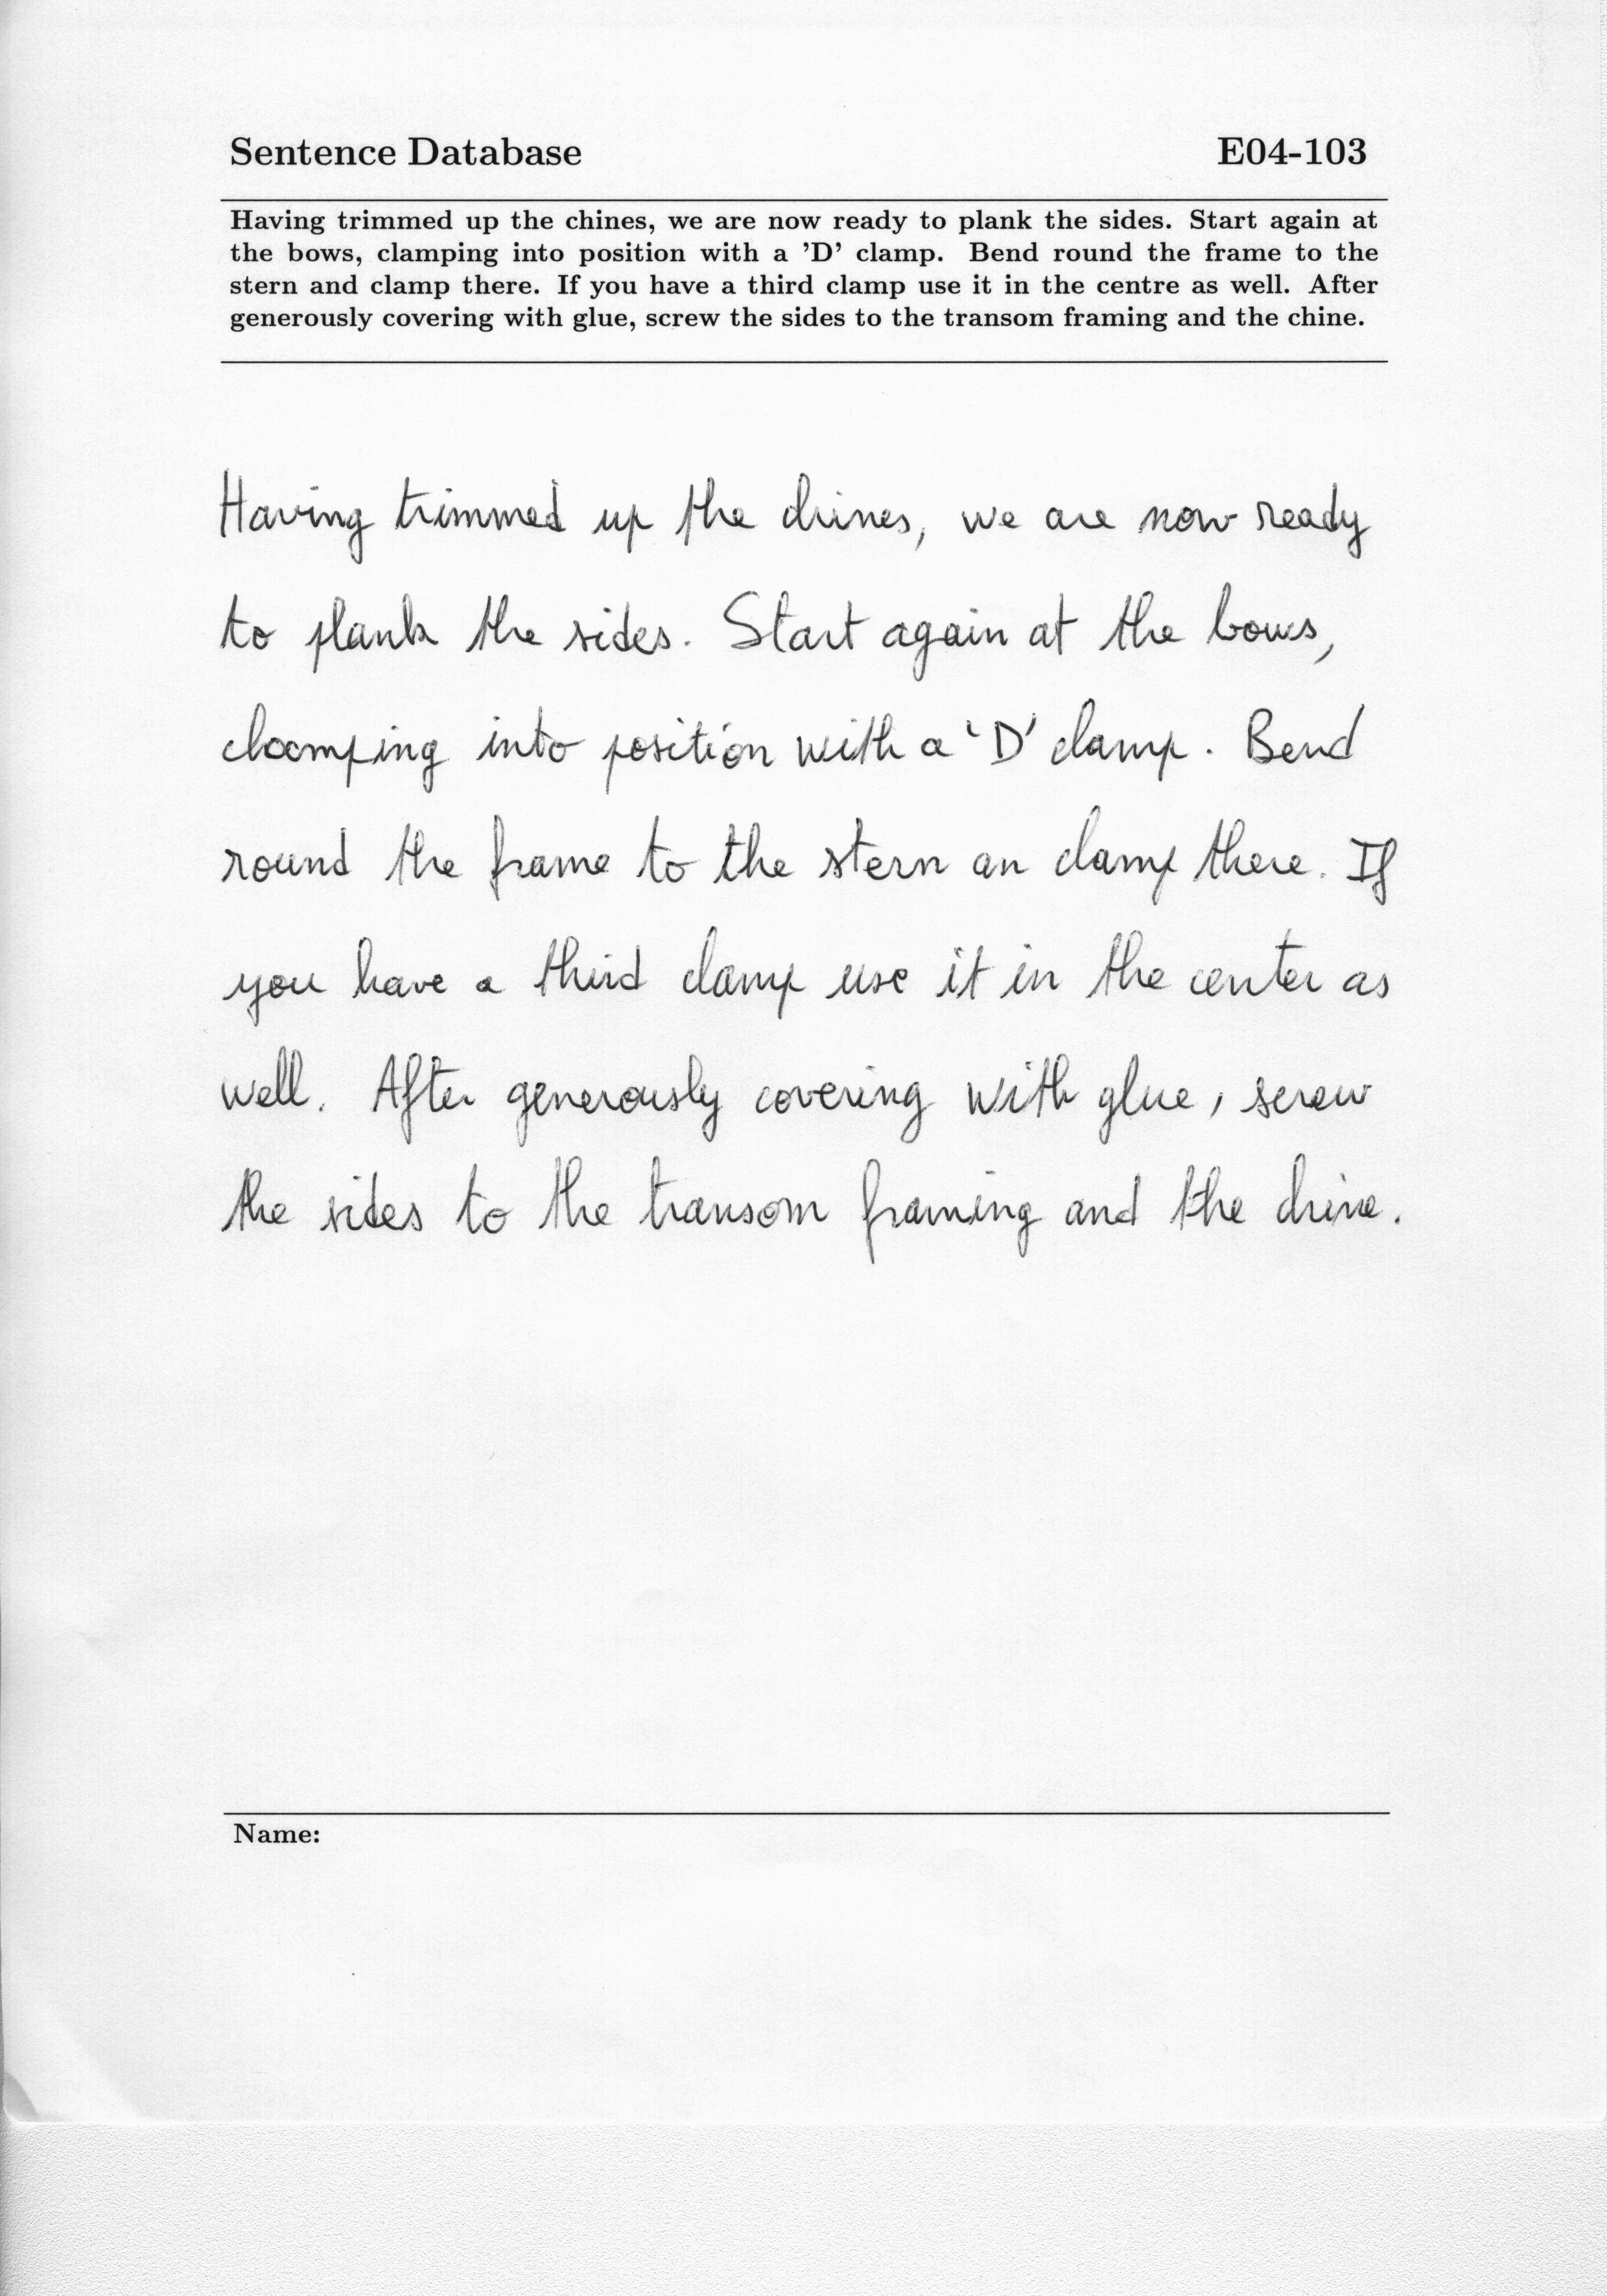 Sentence Database E04-103
Having trimmed up the chines, we are now ready to plank the sides. Start again at
the bows, clamping into position with a 'D' clamp. Bend round the frame to the
stern and clamp there. If you have a third clamp use it in the centre as well. After
generously covering with glue, screw the sides to the transom framing and the chine.
Having trimmed up the chines, we are now ready
to plank the sides. Start again at the bows,
clamping into position with a 'D' clamp. Bend
round the frame to the stern an clamp there. If
you have a third clamp use it in the center as
well. After generously covering with glue, screw
the sides to the transom framing and the chine.
Name: